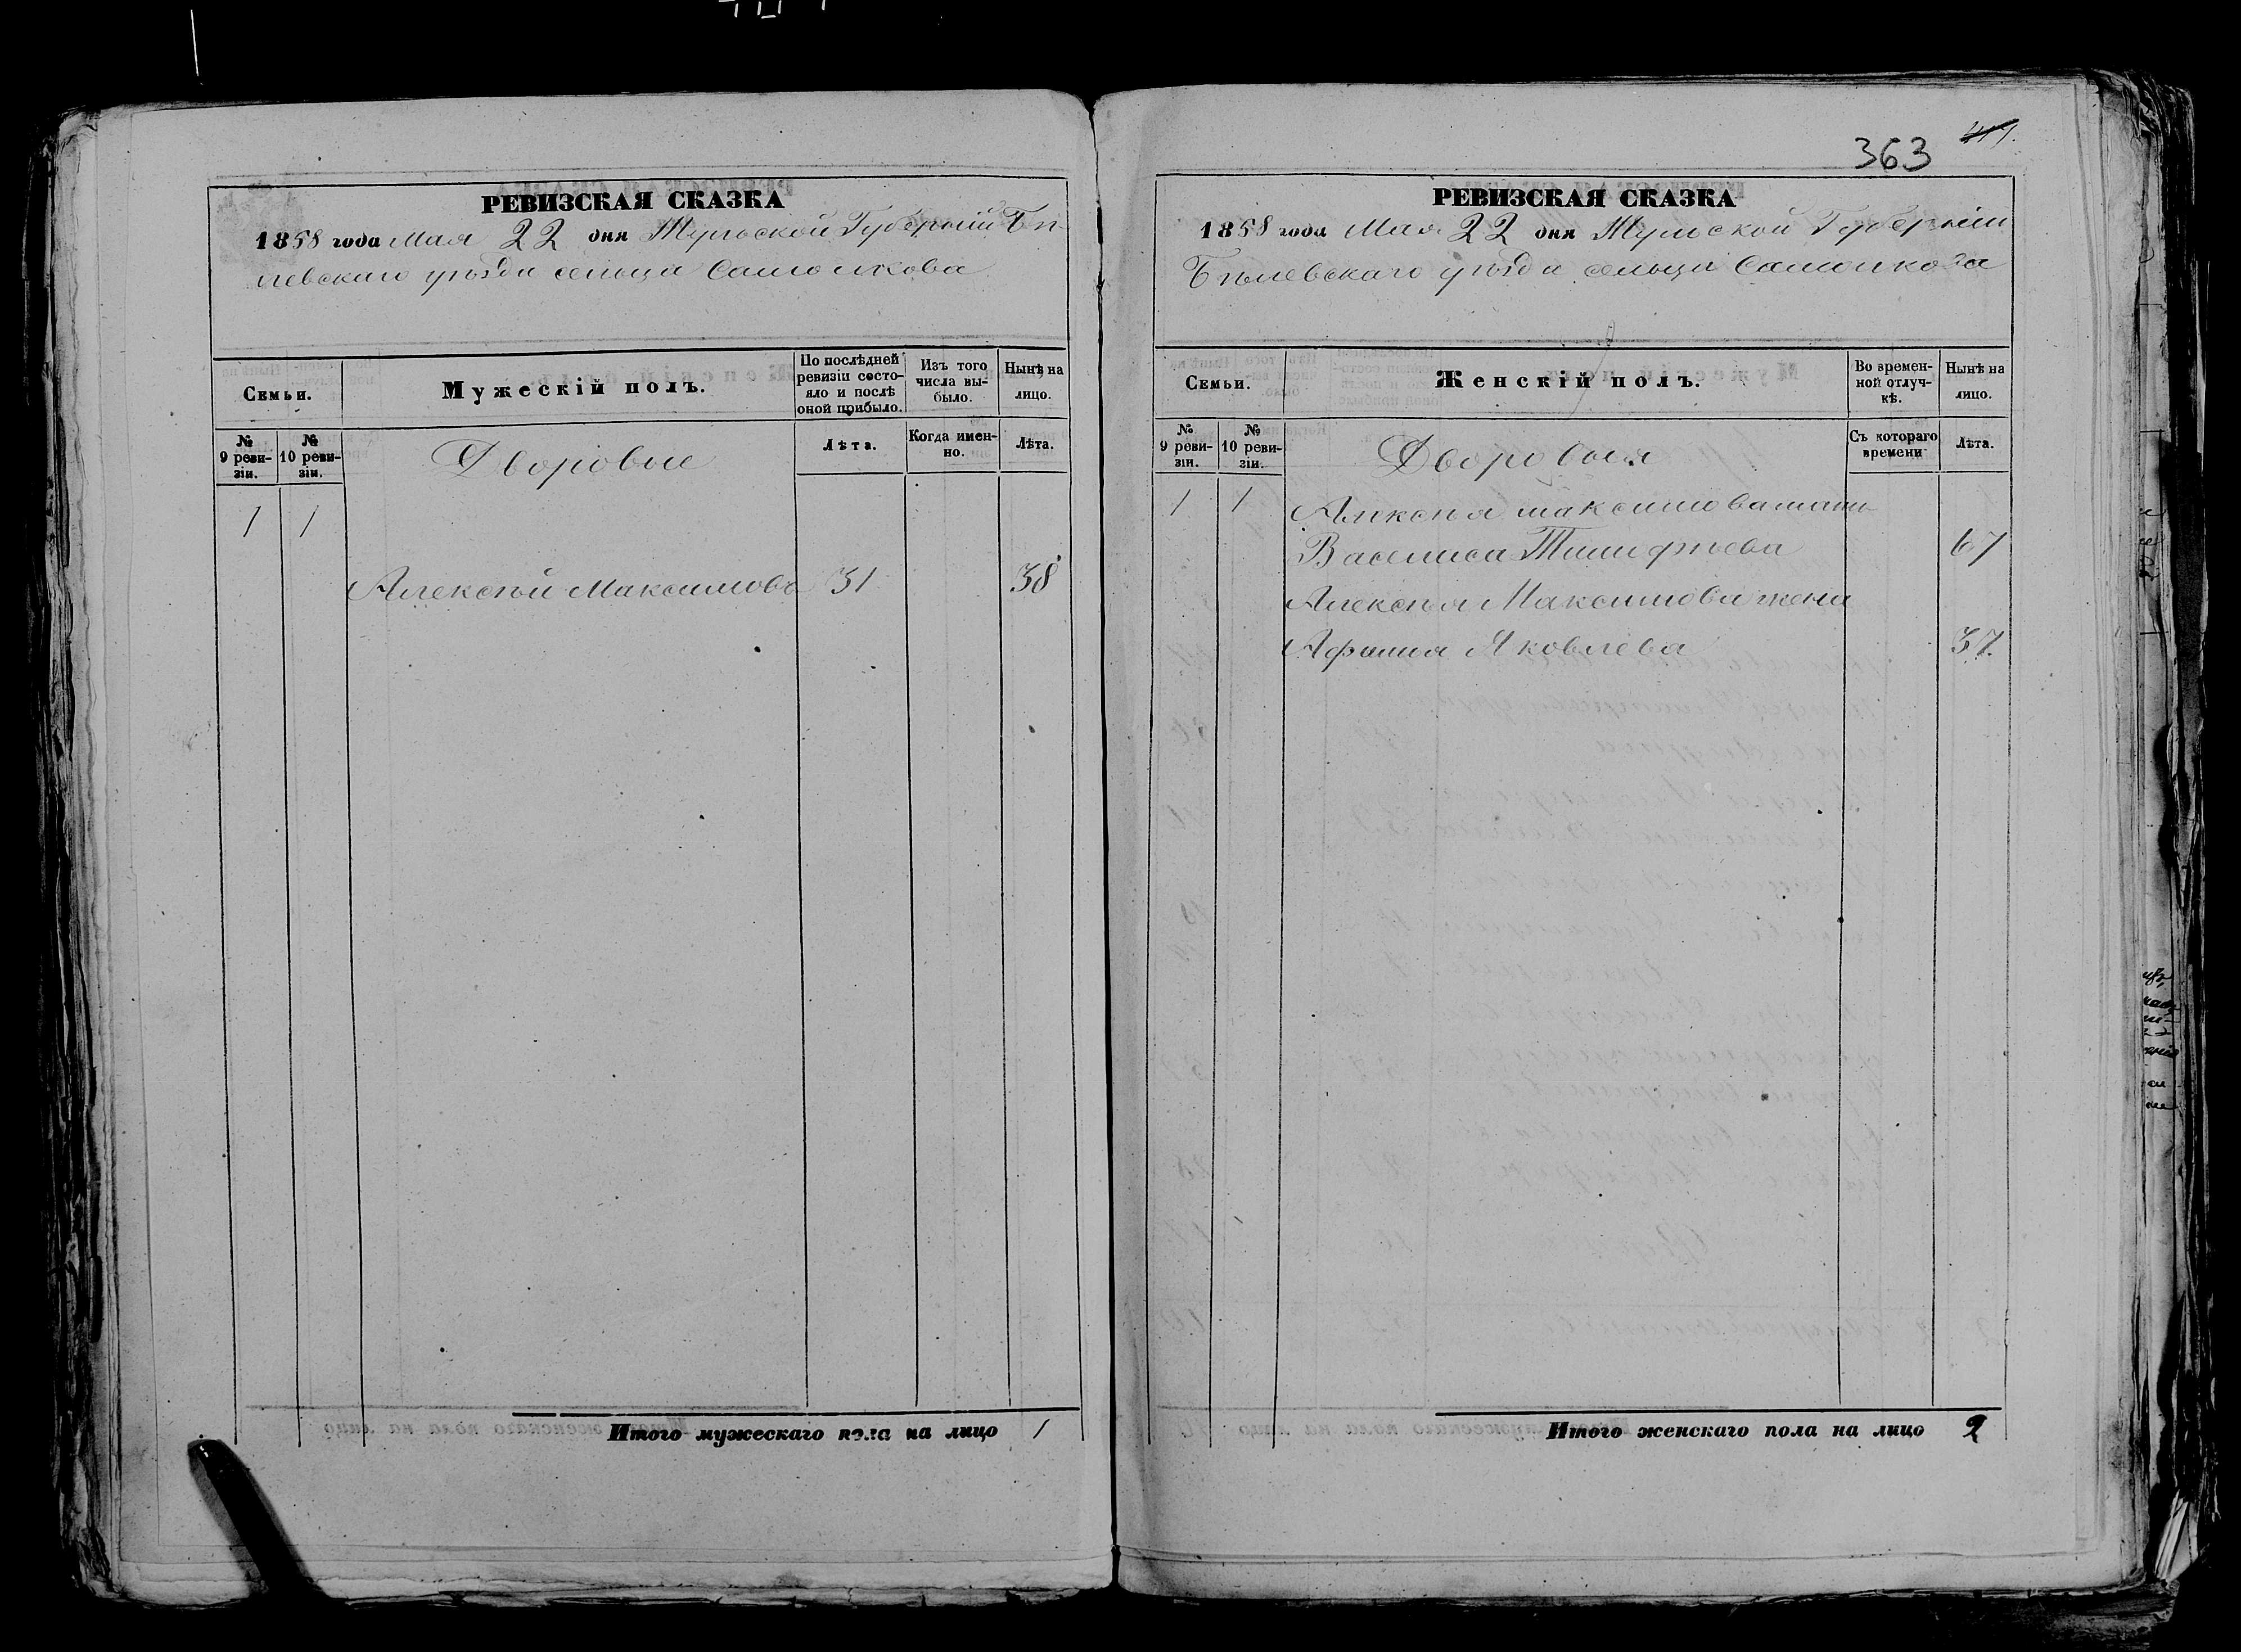 363
РЕВИЗСКАЯ СКАЗКА
1858 года Мая 22 дня Тульской Губерніи Бѣ-
левскаго уѣзда сельца Самойлкова
Семьи.
Мужескій полъ.
По послѣдней ревизіи состояло и послѣ оной прибыло.
Изъ того числа выбыло.
Нынѣ на лицо.
№ 9 ревизіи.
№ 10 ревизіи.
Дворовые
Лѣта.
Когда именно.
Лѣта.
1 1
Алексѣй Максимовъ 31 38
Итого мужескаго пола на лицо 1
РЕВИЗСКАЯ СКАЗКА
1858 года Мая 22 дня Тульской Губерніи
Бѣлевскаго уѣзда сельца Самойлкова
Семьи.
Женскій полъ.
Во временной отлучкѣ.
Нынѣ на лицо.
№ 9 ревизіи.
№ 10 ревизіи.
Дворовыя
Съ котораго времени
Лѣта.
1 1 Алексѣя Максимова мать
Василиса Тимофѣева 67
Алексѣя Максимова жена
Афимия Яковлева 37
Итого женскаго пола на лицо 2